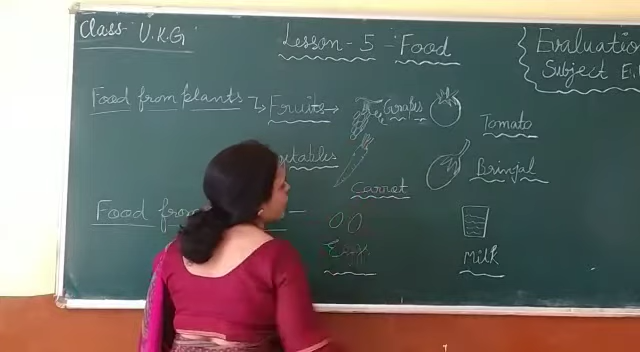 Class- U.K.G
Lesson - 5 - Food
Evaluation
Subject E.
Food from plants → Fruits → Grapes
Tomato
Vegetables
Carrot
Brinjal
Food from
Eggs
Milk